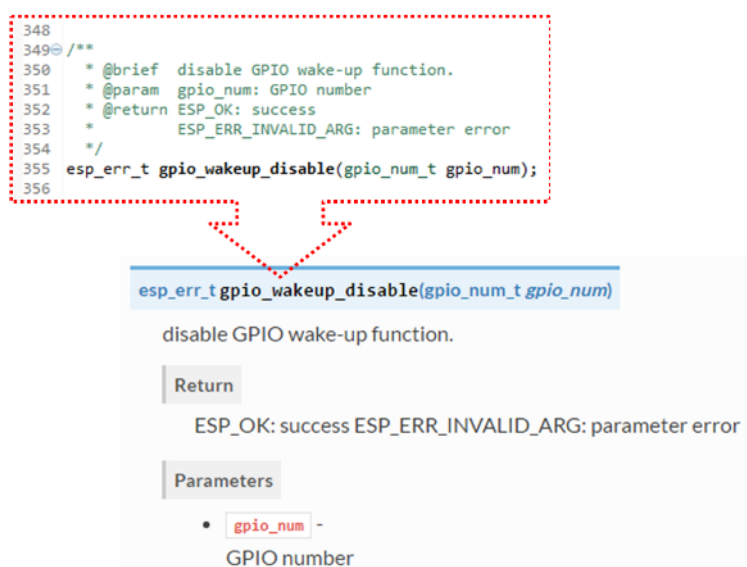 348
349 /**
350 * @brief disable GPIO wake-up function.
351 * @param gpio_num: GPIO number
352 * @return ESP_OK: success
353 * ESP_ERR_INVALID_ARG: parameter error
354 */
355 esp_err_t gpio_wakeup_disable(gpio_num_t gpio_num);
356
esp_err_t gpio_wakeup_disable(gpio_num_t gpio_num)
disable GPIO wake-up function.
Return
ESP_OK: success ESP_ERR_INVALID_ARG: parameter error
Parameters
• gpio_num -
GPIO number